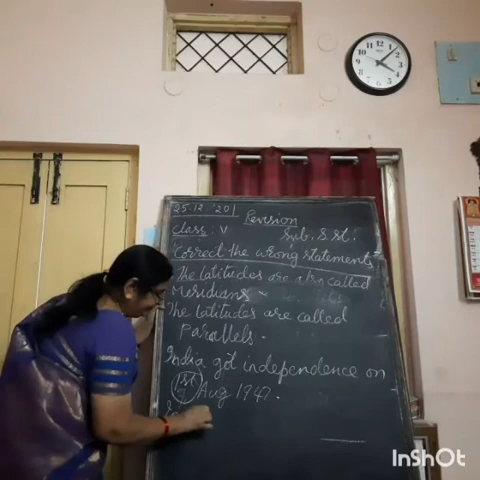 25.12.'20
Revision
Class: V
Sub. S.St.
Correct the wrong statements
The latitudes are also called
Meridians
The latitudes are called
Parallels.
India got independence on
1st Aug 1947.
InShOt